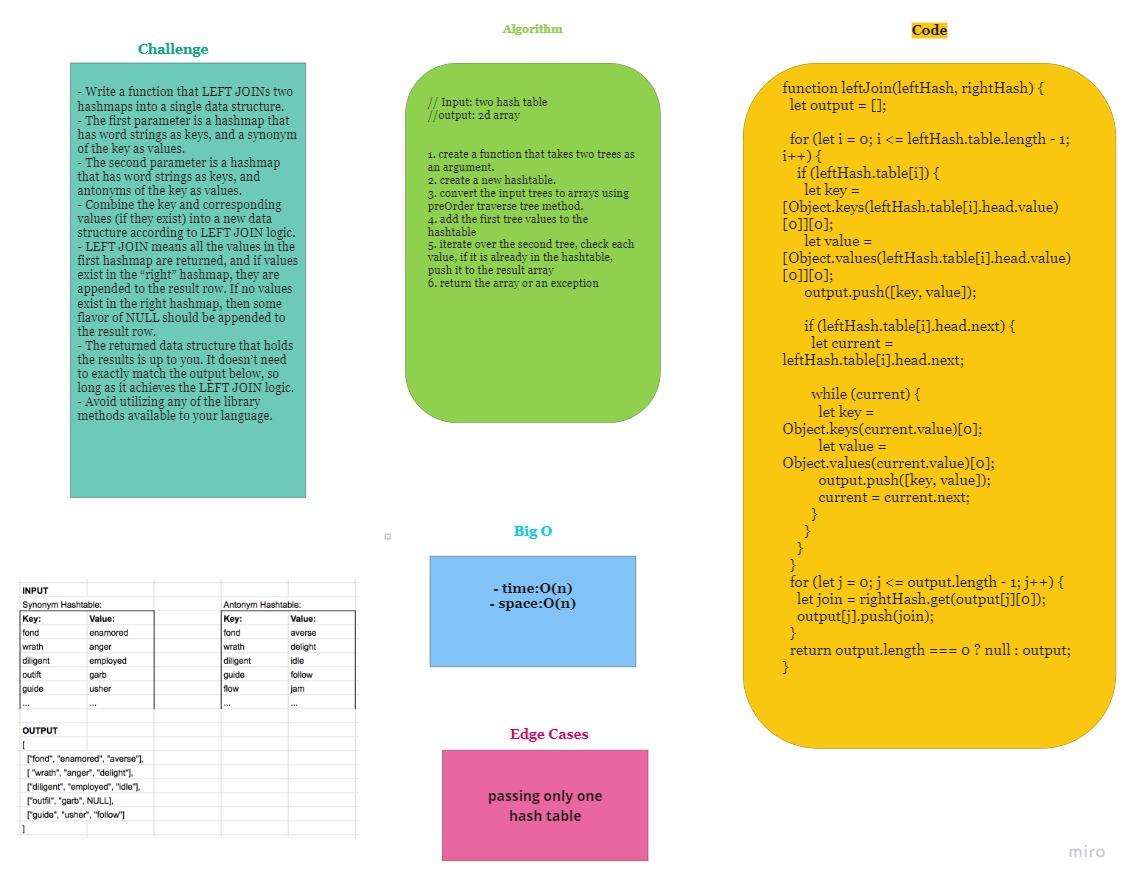 Challenge
- Write a function that LEFT JOINs two
hashmaps into a single data structure.
- The first parameter is a hashmap that
has word strings as keys, and a synonym
of the key as values.
- The second parameter is a hashmap
that has word strings as keys, and
antonyms of the key as values.
- Combine the key and corresponding
values (if they exist) into a new data
structure according to LEFT JOIN logic.
- LEFT JOIN means all the values in the
first hashmap are returned, and if values
exist in the “right” hashmap, they are
appended to the result row. If no values
exist in the right hashmap, then some
flavor of NULL should be appended to
the result row.
- The returned data structure that holds
the results is up to you. It doesn’t need
to exactly match the output below, so
long as it achieves the LEFT JOIN logic.
- Avoid utilizing any of the library
methods available to your language.
Algorithm
// Input: two hash table
//output: 2d array
1. create a function that takes two trees as
an argument.
2. create a new hashtable.
3. convert the input trees to arrays using
preOrder traverse tree method.
4. add the first tree values to the
hashtable
5. iterate over the second tree, check each
value, if it is already in the hashtable,
push it to the result array
6. return the array or an exception
Code
function leftJoin(leftHash, rightHash) {
let output = [];
for (let i = 0; i <= leftHash.table.length - 1;
i++) {
if (leftHash.table[i]) {
let key =
[Object.keys(leftHash.table[i].head.value)
[0]][0];
let value =
[Object.values(leftHash.table[i].head.value)
[0]][0];
output.push([key, value]);
if (leftHash.table[i].head.next) {
let current =
leftHash.table[i].head.next;
while (current) {
let key =
Object.keys(current.value)[0];
let value =
Object.values(current.value)[0];
output.push([key, value]);
current = current.next;
}
}
}
}
for (let j = 0; j <= output.length - 1; j++) {
let join = rightHash.get(output[j][0]);
output[j].push(join);
}
return output.length === 0 ? null : output;
}
Big O
- time:O(n)
- space:O(n)
Edge Cases
passing only one
hash table
INPUT
Synonym Hashtable: Antonym Hashtable:
Key: Value: Key: Value:
fond enamored fond averse
wrath anger wrath delight
diligent employed diligent idle
outift garb guide follow
guide usher flow jam
... ... ... ...
OUTPUT
[
["fond", "enamored", "averse"],
[ "wrath", "anger", "delight"],
["diligent", "employed", "idle"],
["outfil", "garb", NULL],
["guide", "usher", "follow"]
]
miro